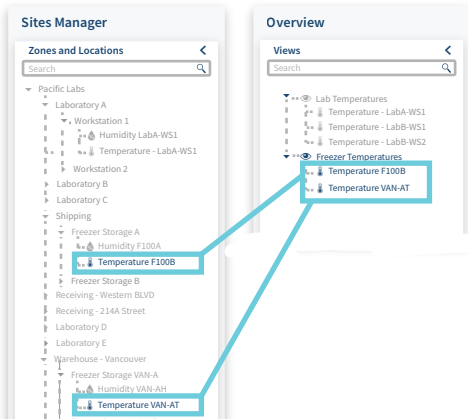 Sites Manager
Zones and Locations
Search
Pacific Labs
Laboratory A
Workstation 1
Humidity LabA-WS1
Temperature - LabA-WS1
Workstation 2
Laboratory B
Laboratory C
Shipping
Freezer Storage A
Humidity F100A
Temperature F100B
Freezer Storage B
Receiving - Western BLVD
Receiving - 214A Street
Laboratory D
Laboratory E
Warehouse - Vancouver
Freezer Storage VAN-A
Humidity VAN-AH
Temperature VAN-AT
Overview
Views
Search
Lab Temperatures
Temperature - LabA-WS1
Temperature - LabB-WS1
Temperature - LabB-WS2
Freezer Temperatures
Temperature F100B
Temperature VAN-AT